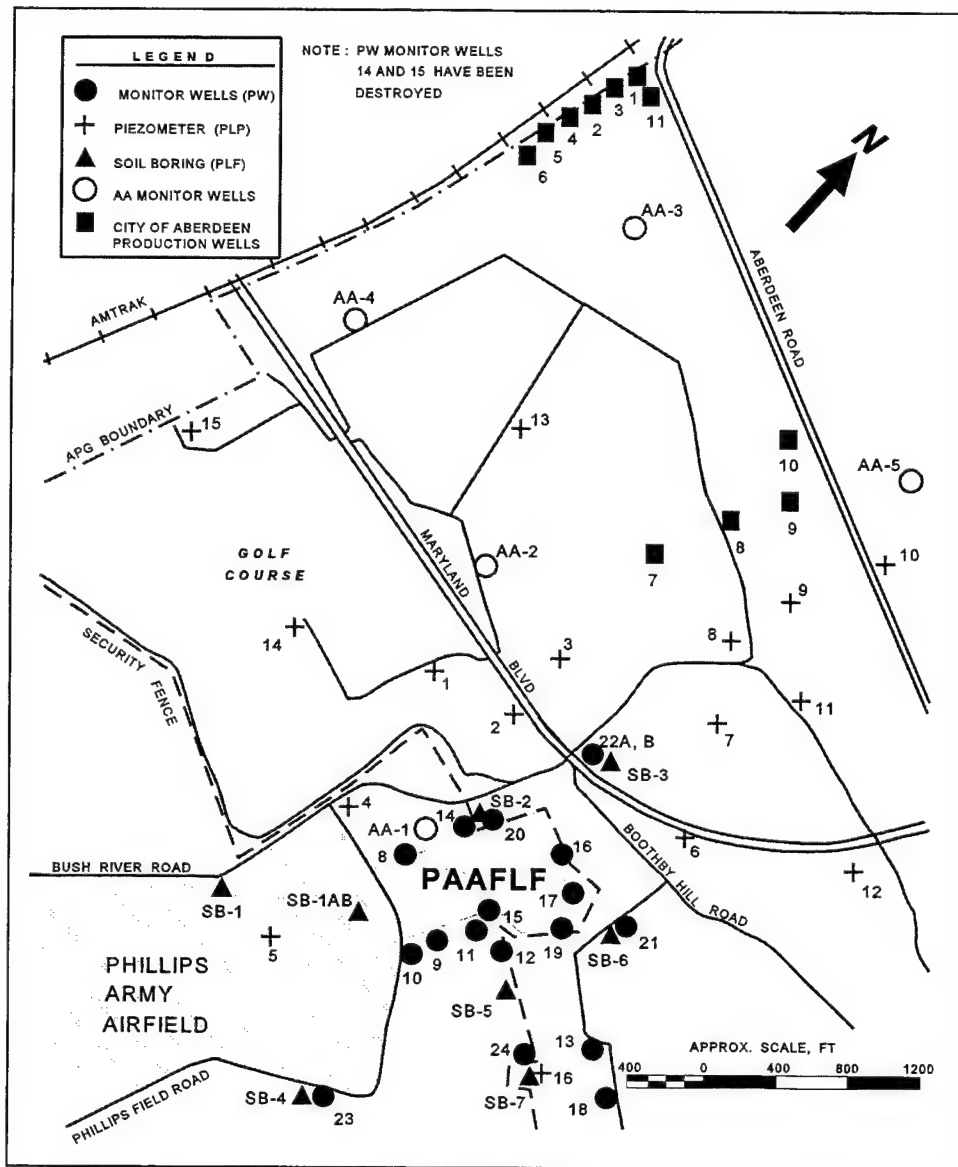 LEGEND
MONITOR WELLS (PW)
PIEZOMETER (PLP)
SOIL BORING (PLF)
AA MONITOR WELLS
CITY OF ABERDEEN
PRODUCTION WELLS
NOTE : PW MONITOR WELLS
14 AND 15 HAVE BEEN
DESTROYED
1
3
2
4
5
6
11
N
AA-3
AA-4
AMTRAK
ABERDEEN ROAD
APG BOUNDARY
15
13
10
AA-5
9
8
7
10
GOLF
COURSE
MARYLAND
BLVD
AA-2
9
8
14
SECURITY
FENCE
3
1
2
11
7
22A, B
SB-3
4
14
SB-2
20
AA-1
8
16
6
12
BOOTHBY HILL ROAD
BUSH RIVER ROAD
PAAFLF
SB-1
SB-1AB
17
15
5
11
12
19
SB-6
21
10
9
PHILLIPS
ARMY
AIRFIELD
SB-5
24
13
16
SB-7
18
APPROX. SCALE, FT
400
0
400
800
1200
PHILLIPS FIELD ROAD
SB-4
23